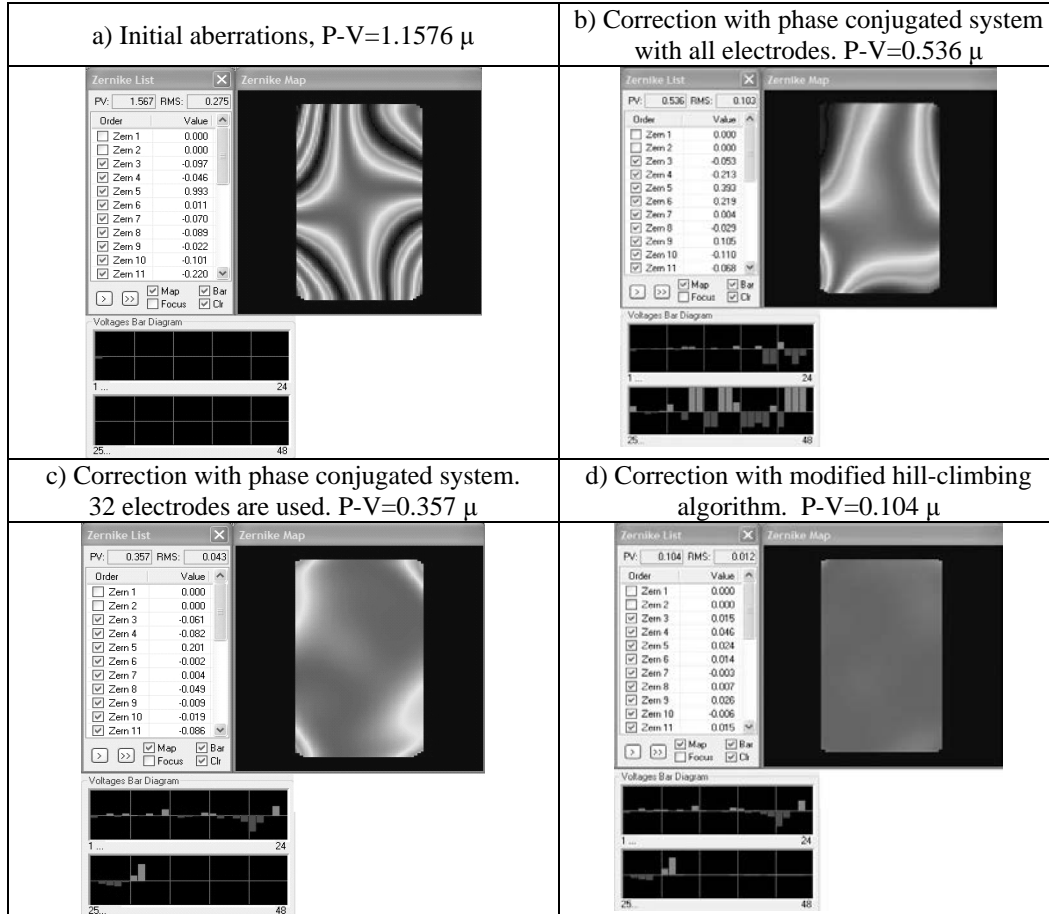 a) Initial aberrations, P-V=1.1576 μ
Zernike List
Zernike Map
PV: 1.567 RMS: 0.275
Order Value
Zern 1 0.000
Zern 2 0.000
Zern 3 -0.097
Zern 4 -0.046
Zern 5 0.993
Zern 6 0.011
Zern 7 -0.070
Zern 8 -0.089
Zern 9 -0.022
Zern 10 -0.101
Zern 11 -0.220
> >> Map Bar
Focus Clr
Voltages Bar Diagram
1 ... 24
25... 48
b) Correction with phase conjugated system
with all electrodes. P-V=0.536 μ
Zernike List
Zernike Map
PV: 0.536 RMS: 0.103
Order Value
Zern 1 0.000
Zern 2 0.000
Zern 3 -0.053
Zern 4 -0.213
Zern 5 0.393
Zern 6 0.219
Zern 7 0.004
Zern 8 -0.029
Zern 9 0.105
Zern 10 -0.110
Zern 11 -0.068
> >> Map Bar
Focus Clr
Voltages Bar Diagram
1 ... 24
25... 48
c) Correction with phase conjugated system.
32 electrodes are used. P-V=0.357 μ
Zernike List
Zernike Map
PV: 0.357 RMS: 0.043
Order Value
Zern 1 0.000
Zern 2 0.000
Zern 3 -0.061
Zern 4 -0.082
Zern 5 0.201
Zern 6 -0.002
Zern 7 0.004
Zern 8 -0.049
Zern 9 -0.009
Zern 10 -0.019
Zern 11 -0.086
> >> Map Bar
Focus Clr
Voltages Bar Diagram
1 ... 24
25... 48
d) Correction with modified hill-climbing
algorithm. P-V=0.104 μ
Zernike List
Zernike Map
PV: 0.104 RMS: 0.012
Order Value
Zern 1 0.000
Zern 2 0.000
Zern 3 0.015
Zern 4 0.046
Zern 5 0.024
Zern 6 0.014
Zern 7 -0.003
Zern 8 0.007
Zern 9 0.026
Zern 10 -0.006
Zern 11 0.015
> >> Map Bar
Focus Clr
Voltages Bar Diagram
1 ... 24
25... 48